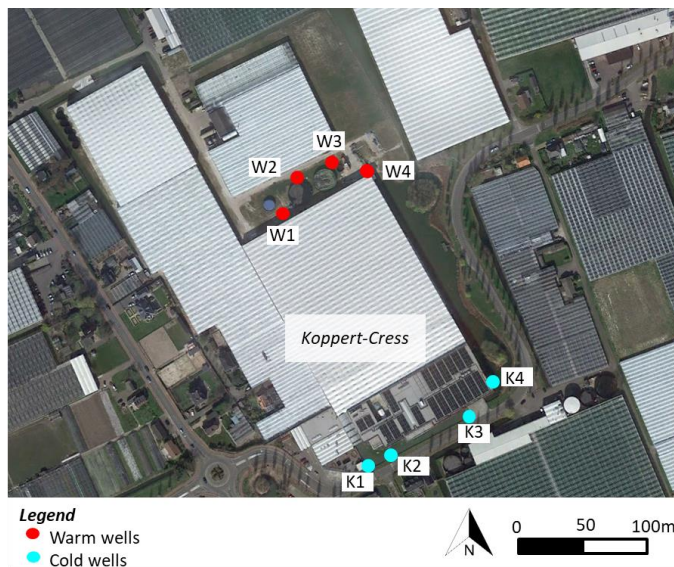 W3
W2
W4
W1
Koppert-Cress
K4
K3
K2
K1
Legend
Warm wells
Cold wells
N
0 50 100m